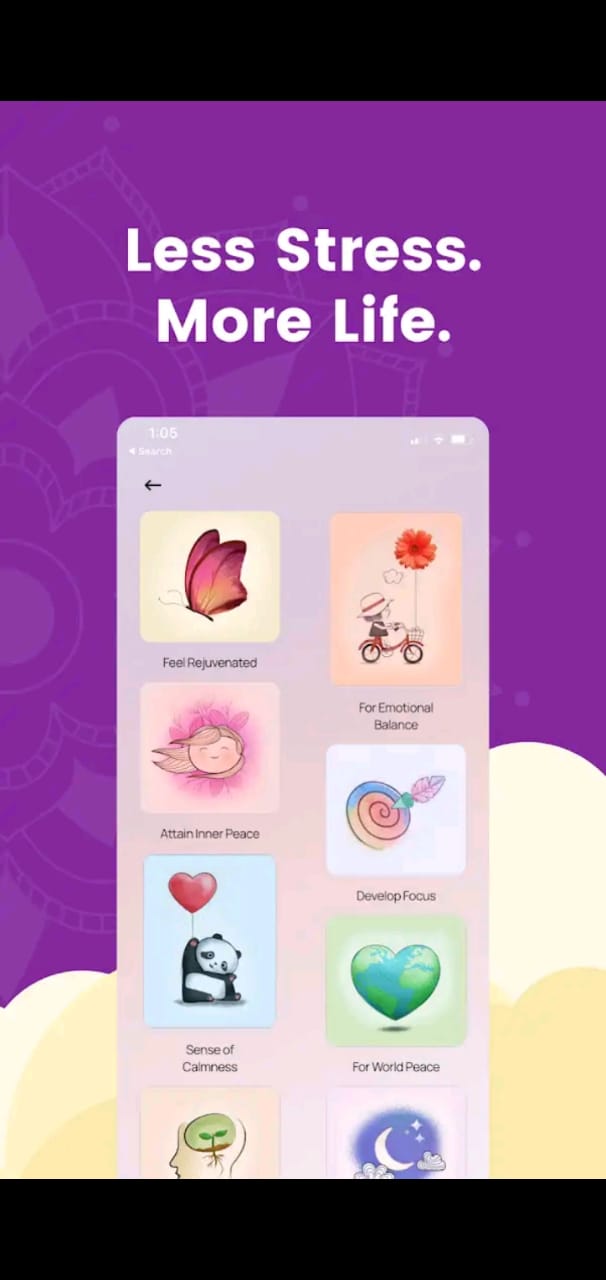 Less Stress.
More Life.
1:05
Search
Feel Rejuvenated
For Emotional
Balance
Attain Inner Peace
Develop Focus
Sense of
Calmness
For World Peace